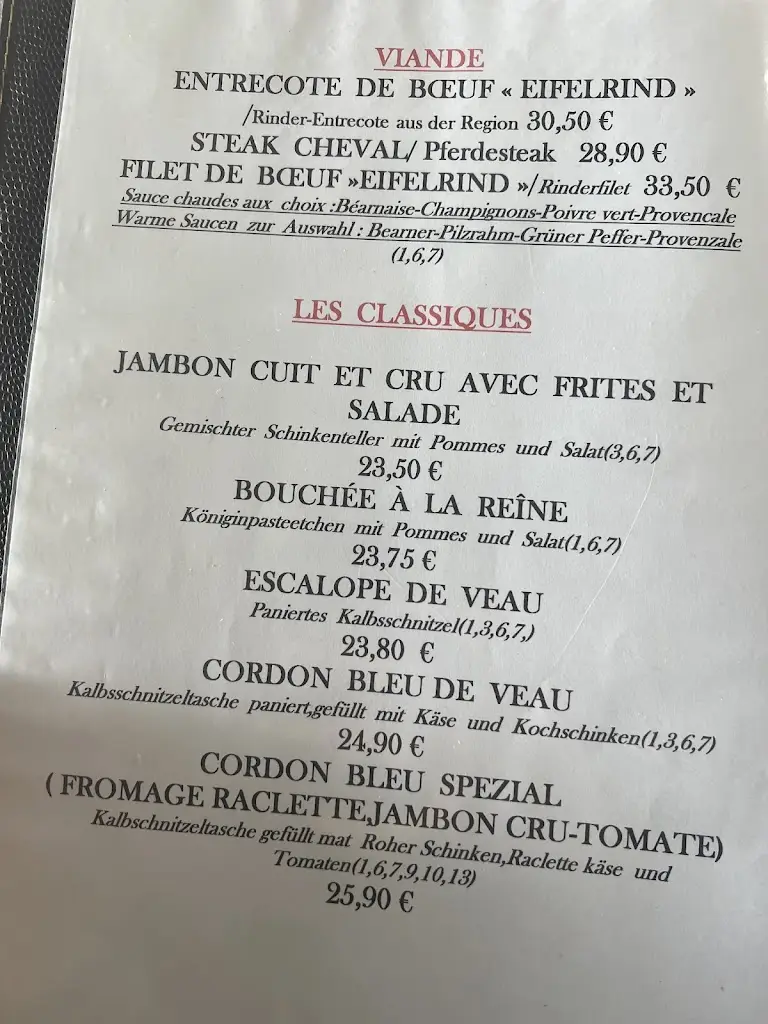 VIANDE
ENTRECOTE DE BŒUF « EIFELRIND »
/Rinder-Entrecote aus der Region 30,50 €
STEAK CHEVAL/ Pferdesteak 28,90 €
FILET DE BŒUF »EIFELRIND »/Rinderfilet 33,50 €
Sauce chaudes aux choix :Béarnaise-Champignons-Poivre vert-Provencale
Warme Saucen zur Auswahl : Bearner-Pilzrahm-Grüner Peffer-Provenzale
(1,6,7)
LES CLASSIQUES
JAMBON CUIT ET CRU AVEC FRITES ET
SALADE
Gemischter Schinkenteller mit Pommes und Salat(3,6,7)
23,50 €
BOUCHÉE À LA REÎNE
Königinpasteetchen mit Pommes und Salat(1,6,7)
23,75 €
ESCALOPE DE VEAU
Paniertes Kalbsschnitzel(1,3,6,7,)
23,80 €
CORDON BLEU DE VEAU
Kalbsschnitzeltasche paniert,gefüllt mit Käse und Kochschinken(1,3,6,7)
24,90 €
CORDON BLEU SPEZIAL
( FROMAGE RACLETTE,JAMBON CRU-TOMATE)
Kalbschnitzeltasche gefüllt mat Roher Schinken,Raclette käse und
Tomaten(1,6,7,9,10,13)
25,90 €